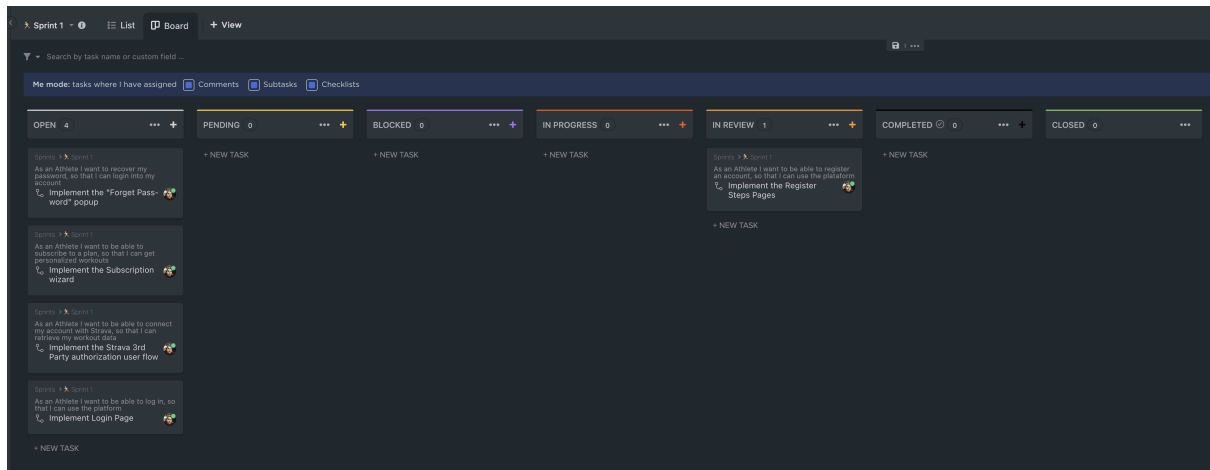 Sprint 1
List
Board
+ View
Search by task name or custom field ...
1
Me mode: tasks where I have assigned
Comments
Subtasks
Checklists
OPEN 4
Sprints > Sprint 1
As an Athlete I want to recover my
password, so that I can login into my
account
Implement the "Forget Pass-
word" popup
Sprints > Sprint 1
As an Athlete I want to be able to
subscribe to a plan, so that I can get
personalized workouts
Implement the Subscription
wizard
Sprints > Sprint 1
As an Athlete I want to be able to connect
my account with Strava, so that I can
retrieve my workout data
Implement the Strava 3rd
Party authorization user flow
Sprints > Sprint 1
As an Athlete I want to be able to log in, so
that I can use the platform
Implement Login Page
+ NEW TASK
PENDING 0
+ NEW TASK
BLOCKED 0
+ NEW TASK
IN PROGRESS 0
+ NEW TASK
IN REVIEW 1
Sprints > Sprint 1
As an Athlete I want to be able to register
an account, so that I can use the plataform
Implement the Register
Steps Pages
+ NEW TASK
COMPLETED 0
+ NEW TASK
CLOSED 0